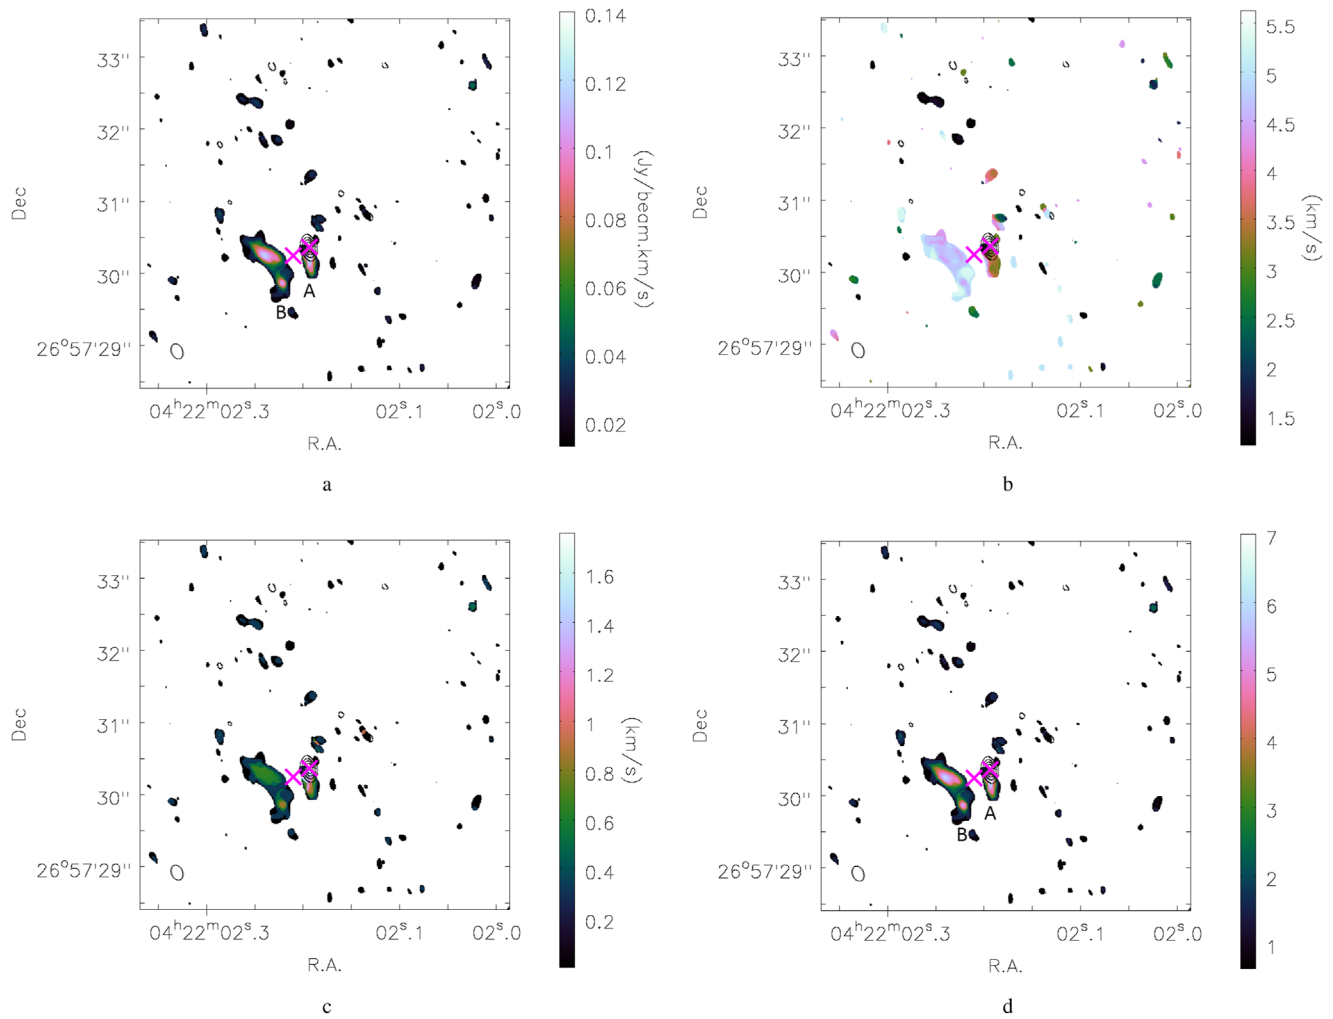 33''
32''
31''
30''
26°57'29''
Dec
04ʰ22ᵐ02ˢ.3
02ˢ.1
02ˢ.0
R.A.
B
A
0.14
0.12
0.1
0.08
0.06
0.04
0.02
(Jy/beam.km/s)
a
33''
32''
31''
30''
26°57'29''
Dec
04ʰ22ᵐ02ˢ.3
02ˢ.1
02ˢ.0
R.A.
5.5
5
4.5
4
3.5
3
2.5
2
1.5
(km/s)
b
33''
32''
31''
30''
26°57'29''
Dec
04ʰ22ᵐ02ˢ.3
02ˢ.1
02ˢ.0
R.A.
1.6
1.4
1.2
1
0.8
0.6
0.4
0.2
(km/s)
c
33''
32''
31''
30''
26°57'29''
Dec
04ʰ22ᵐ02ˢ.3
02ˢ.1
02ˢ.0
R.A.
B
A
7
6
5
4
3
2
1
d